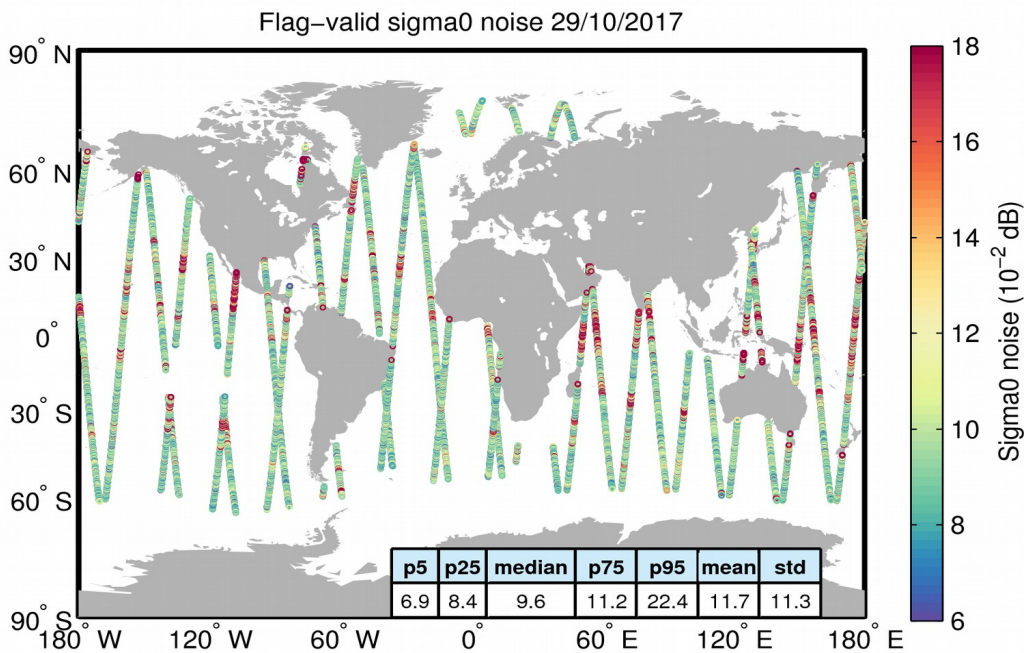 Flag−valid sigma0 noise 29/10/2017
90° N
60° N
30° N
0°
30° S
60° S
90° S
180° W
120° W
60° W
0°
60° E
120° E
180° E
p5 p25 median p75 p95 mean std
6.9 8.4 9.6 11.2 22.4 11.7 11.3
18
16
14
12
10
8
6
Sigma0 noise (10⁻² dB)